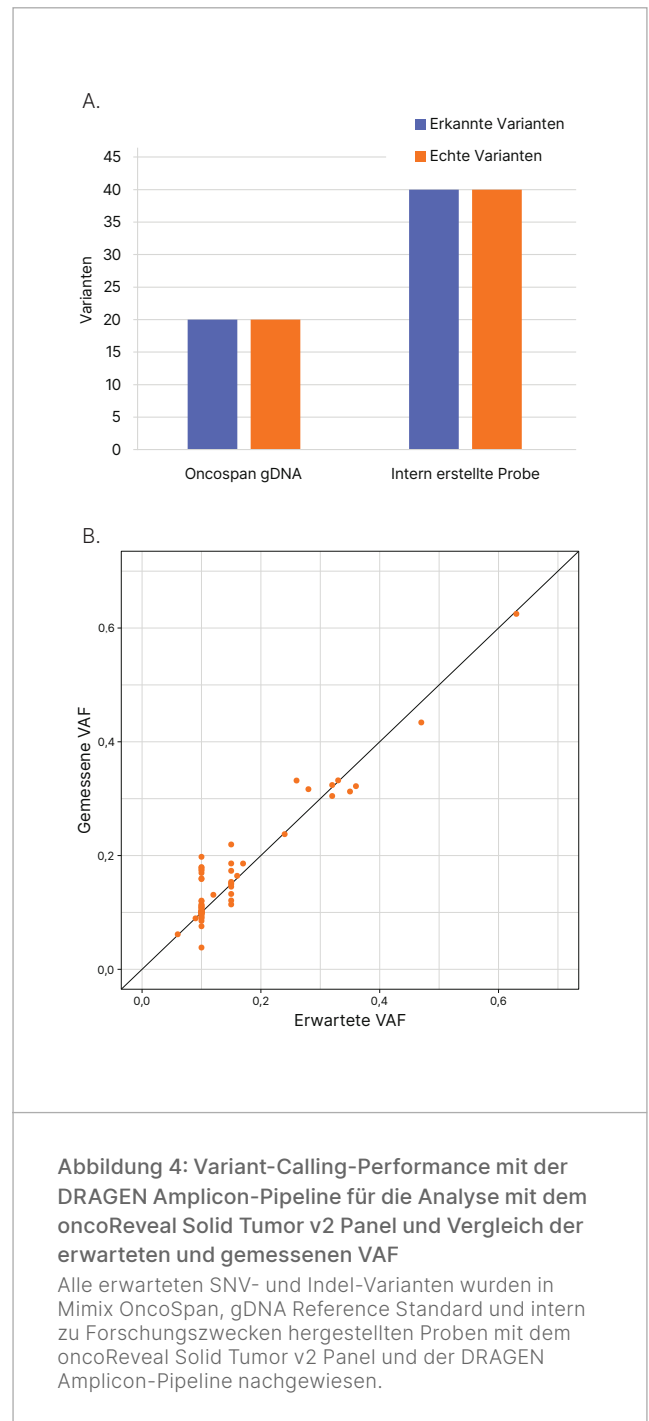 A.
Erkannte Varianten
Echte Varianten
45
40
35
30
25
20
15
10
5
0
Varianten
Oncospan gDNA
Intern erstellte Probe
B.
0,6
0,4
0,2
0,0
Gemessene VAF
0,0
0,2
0,4
0,6
Erwartete VAF
Abbildung 4: Variant-Calling-Performance mit der
DRAGEN Amplicon-Pipeline für die Analyse mit dem
oncoReveal Solid Tumor v2 Panel und Vergleich der
erwarteten und gemessenen VAF
Alle erwarteten SNV- und Indel-Varianten wurden in
Mimix OncoSpan, gDNA Reference Standard und intern
zu Forschungszwecken hergestellten Proben mit dem
oncoReveal Solid Tumor v2 Panel und der DRAGEN
Amplicon-Pipeline nachgewiesen.